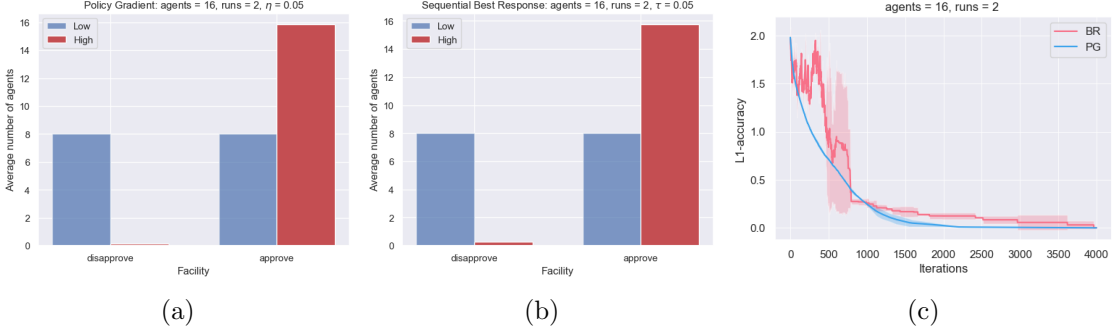 Policy Gradient: agents = 16, runs = 2, η = 0.05
Low
High
Average number of agents
16
14
12
10
8
6
4
2
0
disapprove approve
Facility
(a)
Sequential Best Response: agents = 16, runs = 2, τ = 0.05
Low
High
Average number of agents
16
14
12
10
8
6
4
2
0
disapprove approve
Facility
(b)
agents = 16, runs = 2
BR
PG
L1-accuracy
2.0
1.5
1.0
0.5
0.0
0 500 1000 1500 2000 2500 3000 3500 4000
Iterations
(c)